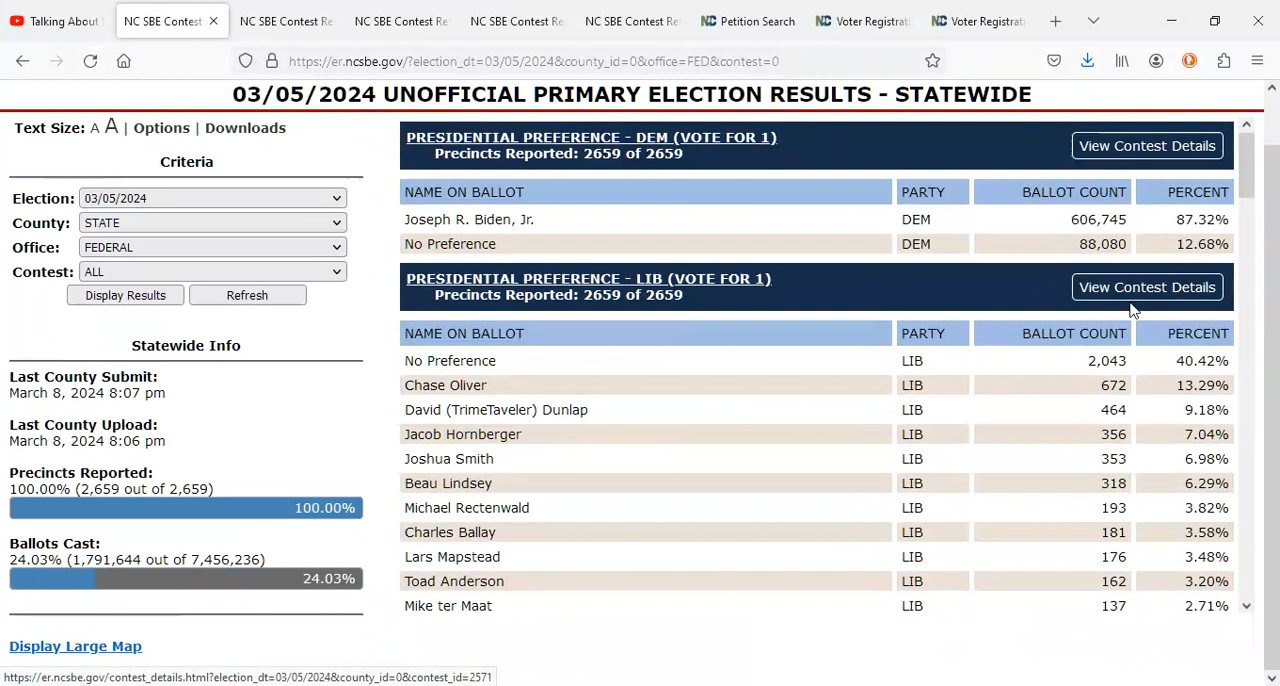 Talking About
NC SBE Contest
NC SBE Contest Re
NC SBE Contest Re
NC SBE Contest Re
NC SBE Contest Re
Petition Search
Voter Registrati
Voter Registrati
https://er.ncsbe.gov/?election_dt=03/05/2024&county_id=0&office=FED&contest=0
03/05/2024 UNOFFICIAL PRIMARY ELECTION RESULTS - STATEWIDE
Text Size: A A | Options | Downloads
Criteria
Election: 03/05/2024
County: STATE
Office: FEDERAL
Contest: ALL
Display Results Refresh
Statewide Info
Last County Submit:
March 8, 2024 8:07 pm
Last County Upload:
March 8, 2024 8:06 pm
Precincts Reported:
100.00% (2,659 out of 2,659)
100.00%
Ballots Cast:
24.03% (1,791,644 out of 7,456,236)
24.03%
Display Large Map
PRESIDENTIAL PREFERENCE - DEM (VOTE FOR 1)
Precincts Reported: 2659 of 2659
View Contest Details
NAME ON BALLOT PARTY BALLOT COUNT PERCENT
Joseph R. Biden, Jr. DEM 606,745 87.32%
No Preference DEM 88,080 12.68%
PRESIDENTIAL PREFERENCE - LIB (VOTE FOR 1)
Precincts Reported: 2659 of 2659
View Contest Details
NAME ON BALLOT PARTY BALLOT COUNT PERCENT
No Preference LIB 2,043 40.42%
Chase Oliver LIB 672 13.29%
David (TrimeTaveler) Dunlap LIB 464 9.18%
Jacob Hornberger LIB 356 7.04%
Joshua Smith LIB 353 6.98%
Beau Lindsey LIB 318 6.29%
Michael Rectenwald LIB 193 3.82%
Charles Ballay LIB 181 3.58%
Lars Mapstead LIB 176 3.48%
Toad Anderson LIB 162 3.20%
Mike ter Maat LIB 137 2.71%
https://er.ncsbe.gov/contest_details.html?election_dt=03/05/2024&county_id=0&contest_id=2571